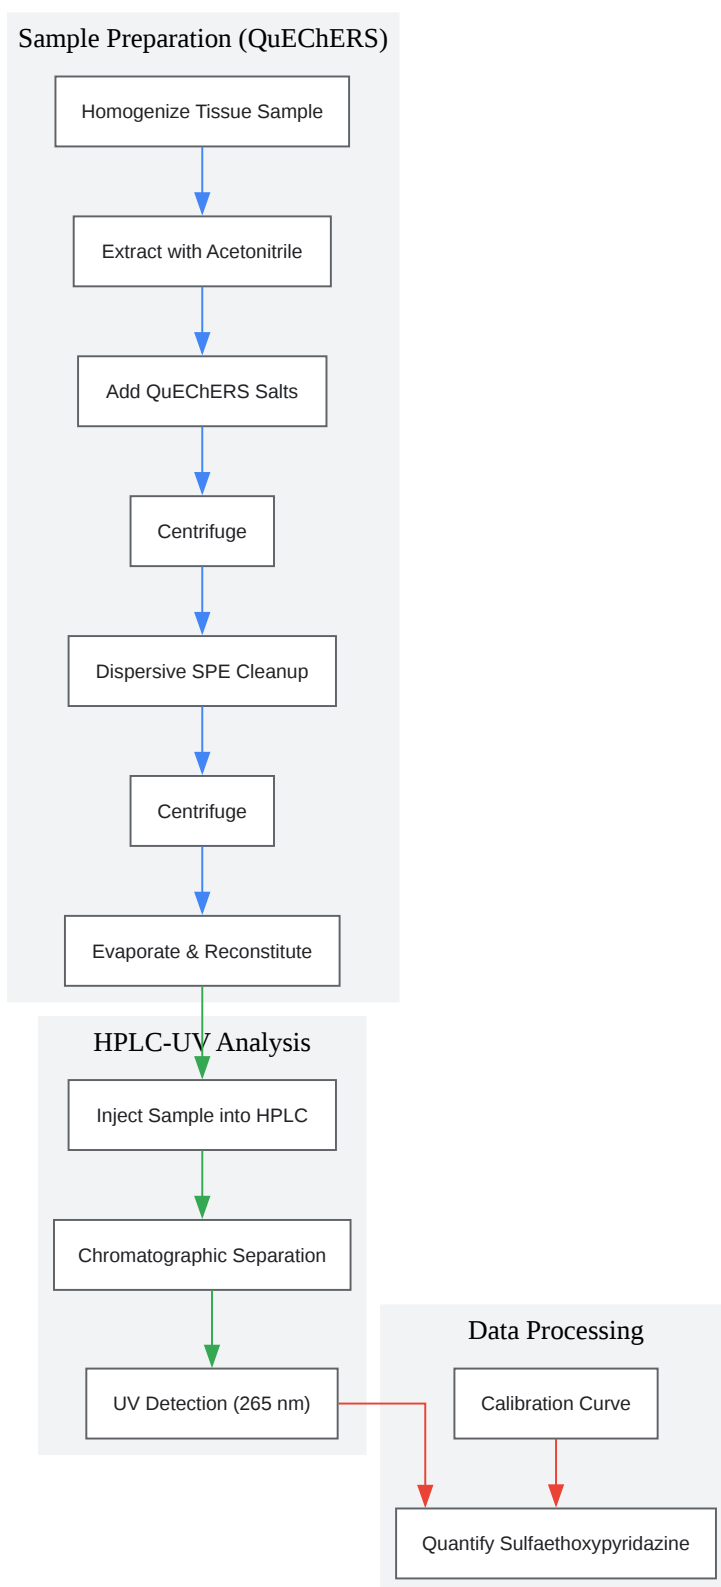 Sample Preparation (QuEChERS)
Homogenize Tissue Sample
Extract with Acetonitrile
Add QuEChERS Salts
Centrifuge
Dispersive SPE Cleanup
Centrifuge
Evaporate & Reconstitute
HPLC-UV Analysis
Inject Sample into HPLC
Chromatographic Separation
UV Detection (265 nm)
Data Processing
Calibration Curve
Quantify Sulfaethoxypyridazine